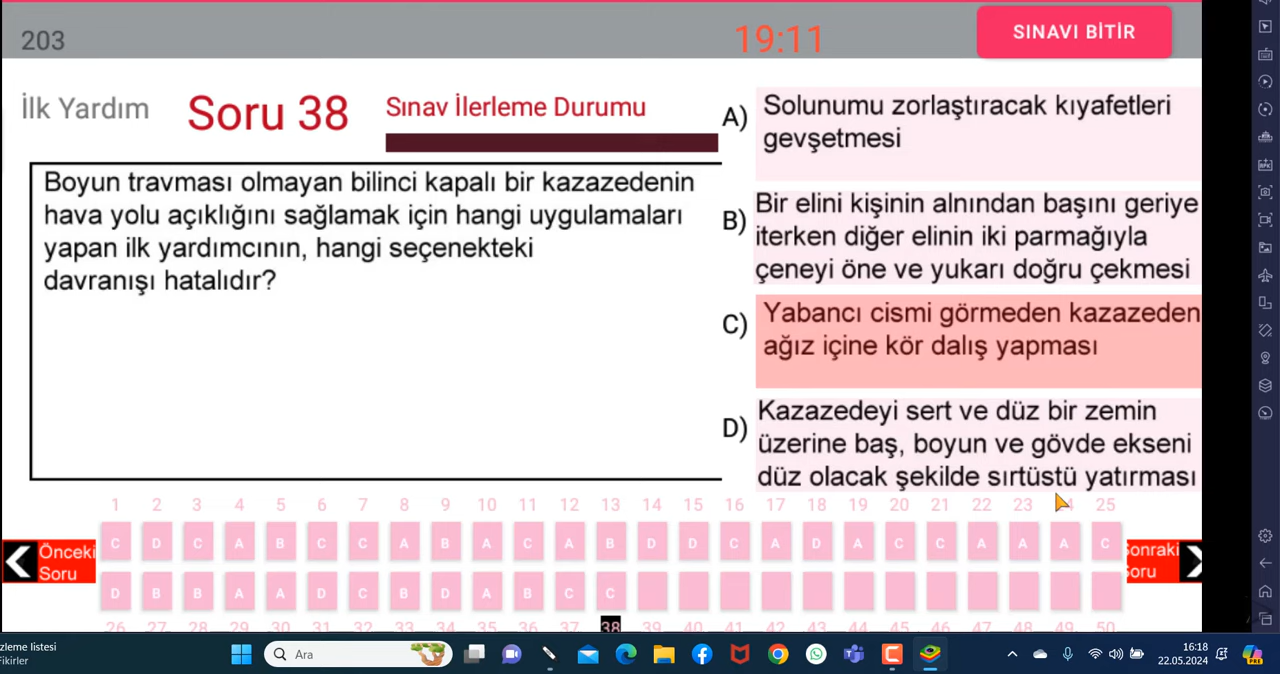 203
19:11
SINAVI BİTİR
İlk Yardım
Soru 38
Sınav İlerleme Durumu
Boyun travması olmayan bilinci kapalı bir kazazedenin
hava yolu açıklığını sağlamak için hangi uygulamaları
yapan ilk yardımcının, hangi seçenekteki
davranışı hatalıdır?
A)
Solunumu zorlaştıracak kıyafetleri
gevşetmesi
B)
Bir elini kişinin alnından başını geriye
iterken diğer elinin iki parmağıyla
çeneyi öne ve yukarı doğru çekmesi
C)
Yabancı cismi görmeden kazazeden
ağız içine kör dalış yapması
D)
Kazazedeyi sert ve düz bir zemin
üzerine baş, boyun ve gövde ekseni
düz olacak şekilde sırtüstü yatırması
1 2 3 4 5 6 7 8 9 10 11 12 13 14 15 16 17 18 19 20 21 22 23 24 25
Önceki
Soru
C D C A B C C A B A C A B D D C A D A C C A A A C
Sonraki
Soru
D B B A A D C B D A B C C
26 27 28 29 30 31 32 33 34 35 36 37 38 39 40 41 42 43 44 45 46 47 48 49 50
zleme listesi
Fikirler
Ara
16:18
22.05.2024
PRE